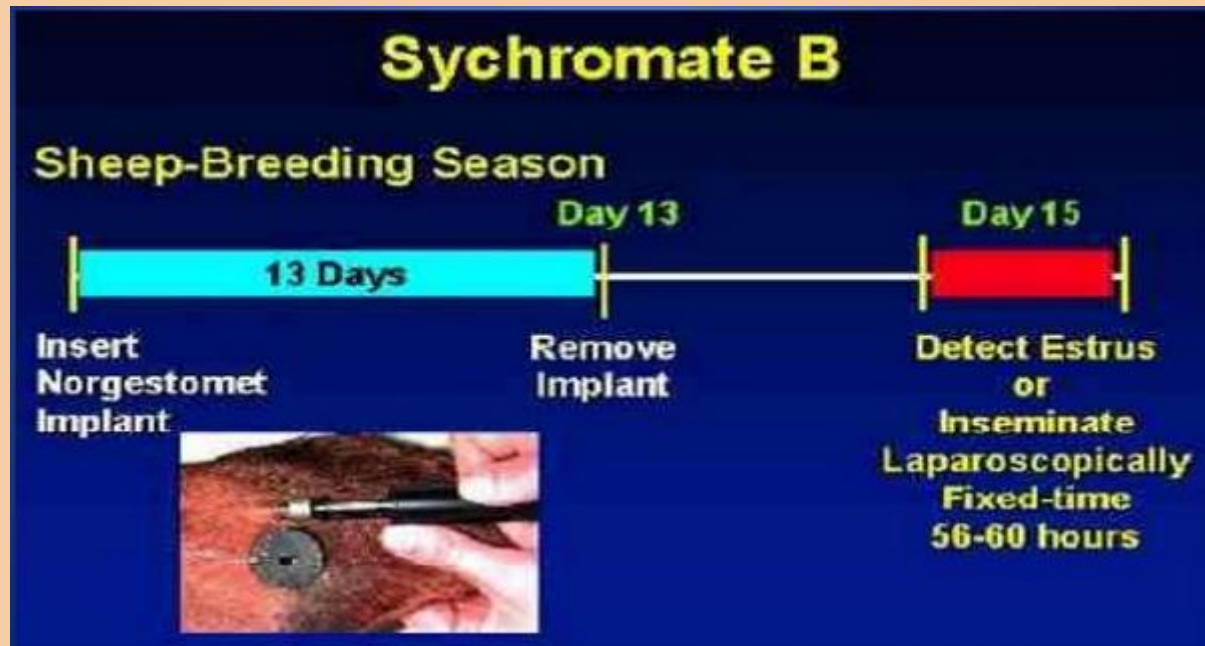 Sychromate B
Sheep-Breeding Season
Day 13
Day 15
13 Days
Insert
Norgestomet
Implant
Remove
Implant
Detect Estrus
or
Inseminate
Laparoscopically
Fixed-time
56-60 hours